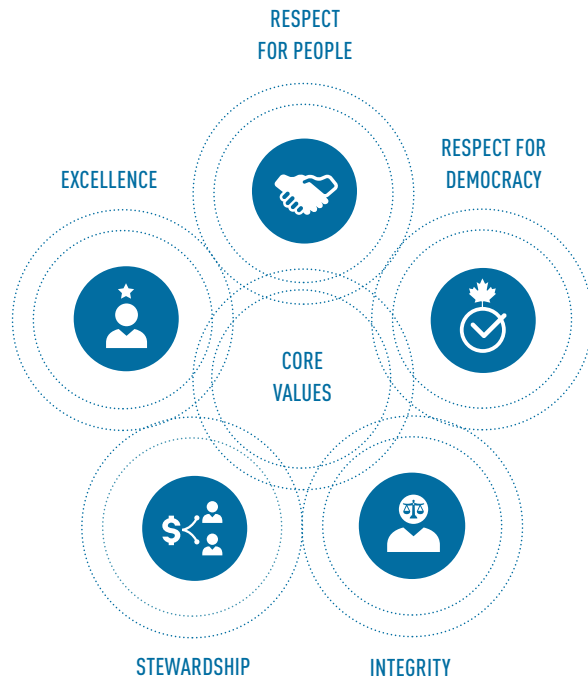 RESPECT
FOR PEOPLE
RESPECT FOR
DEMOCRACY
EXCELLENCE
CORE
VALUES
$
STEWARDSHIP
INTEGRITY